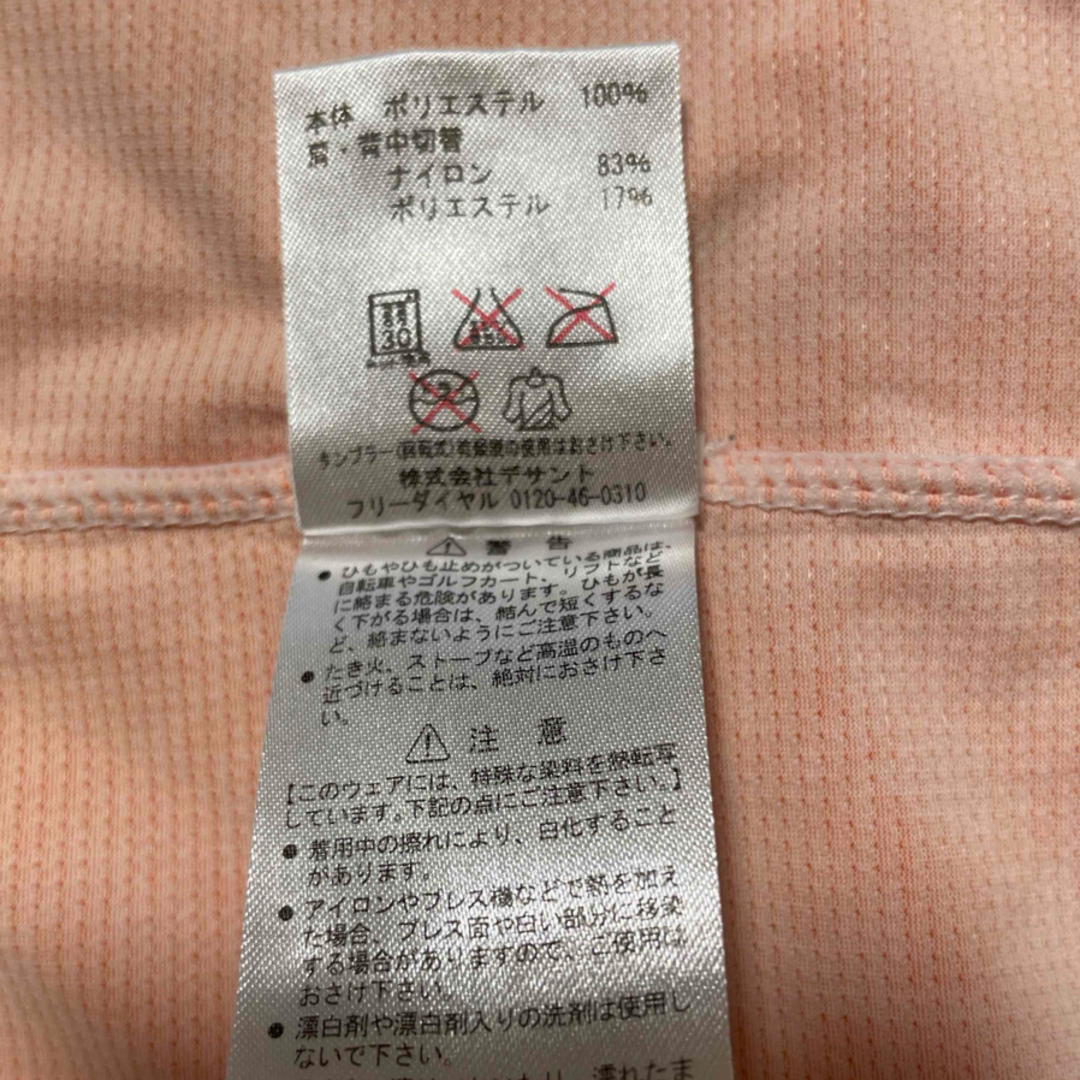 本体 ポリエステル 100%
肩・背中切替
ナイロン 83%
ポリエステル 17%
30
タンブラー(回転式)乾燥機の使用はおさけ下さい。
株式会社デサント
フリーダイヤル 0120-46-0310
警告
●ひもやひも止めがついている商品は、
自転車やゴルフカート、リフトなど
に絡まる危険があります。ひもが長
く下がる場合は、結んで短くするな
ど、絡まないようにご注意下さい。
●たき火、ストーブなど高温のものへ
近づけることは、絶対におさけ下さ
い。
注意
【このウェアには、特殊な染料を熱転写
しています。下記の点にご注意下さい。】
●着用中の擦れにより、白化すること
があります。
●アイロンやプレス機などで熱を加え
た場合、プレス面や白い部分に移染
する場合がありますので、ご使用は
おさけ下さい。
●漂白剤や漂白剤入りの洗剤は使用し
ないで下さい。
たり、濡れたま